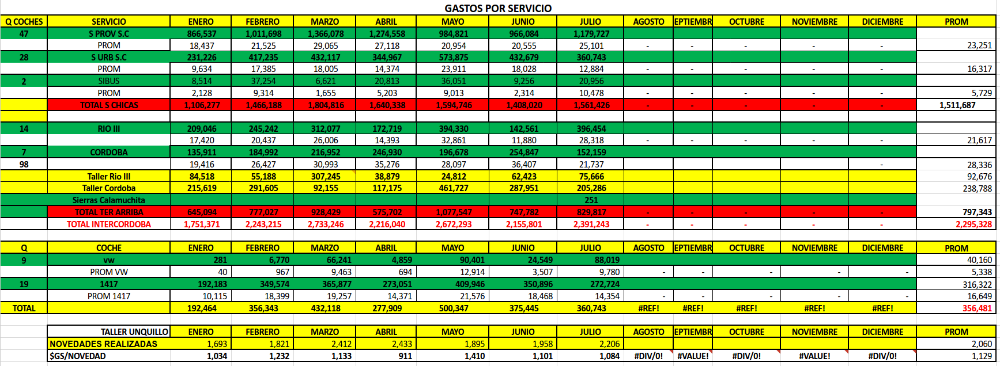 GASTOS POR SERVICIO
Q COCHES SERVICIO ENERO FEBRERO MARZO ABRIL MAYO JUNIO JULIO AGOSTO EPTIEMBR OCTUBRE NOVIEMBRE DICIEMBRE PROM
47 S PROV S.C 866,537 1,011,698 1,366,078 1,274,558 984,821 966,084 1,179,727
PROM 18,437 21,525 29,065 27,118 20,954 20,555 25,101 - - - - - 23,251
28 S URB S.C 231,226 417,235 432,117 344,967 573,875 432,679 360,743
PROM 9,634 17,385 18,005 14,374 23,911 18,028 12,884 - - - - - 16,317
2 SIBUS 8,514 37,254 6,621 20,813 36,051 9,256 20,956
PROM 2,128 9,314 1,655 5,203 9,013 2,314 10,478 - - - - - 5,729
TOTAL S CHICAS 1,106,277 1,466,188 1,804,816 1,640,338 1,594,746 1,408,020 1,561,426 - - - - - 1,511,687
14 RIO III 209,046 245,242 312,077 172,719 394,330 142,561 396,454
17,420 20,437 26,006 14,393 32,861 11,880 28,318 - - - - - 21,617
7 CORDOBA 135,911 184,992 216,952 246,930 196,678 254,847 152,159
98 19,416 26,427 30,993 35,276 28,097 36,407 21,737 - 28,336
Taller Rio III 84,518 55,188 307,245 38,879 24,812 62,423 75,666 92,676
Taller Cordoba 215,619 291,605 92,155 117,175 461,727 287,951 205,286 238,788
Sierras Calamuchita 251
TOTAL TER ARRIBA 645,094 777,027 928,429 575,702 1,077,547 747,782 829,817 - - - - - 797,343
TOTAL INTERCORDOBA 1,751,371 2,243,215 2,733,246 2,216,040 2,672,293 2,155,801 2,391,243 - - - - - 2,295,328
Q COCHE ENERO FEBRERO MARZO ABRIL MAYO JUNIO JULIO AGOSTO EPTIEMBR OCTUBRE NOVIEMBRE DICIEMBRE PROM
9 vw 281 6,770 66,241 4,859 90,401 24,549 88,019 40,160
PROM VW 40 967 9,463 694 12,914 3,507 9,780 - - - - - 5,338
19 1417 192,183 349,574 365,877 273,051 409,946 350,896 272,724 316,322
PROM 1417 10,115 18,399 19,257 14,371 21,576 18,468 14,354 - - - - - 16,649
TOTAL 192,464 356,343 432,118 277,909 500,347 375,445 360,743 #REF! #REF! #REF! #REF! #REF! 356,481
TALLER UNQUILLO ENERO FEBRERO MARZO ABRIL MAYO JUNIO JULIO AGOSTO EPTIEMBR OCTUBRE NOVIEMBRE DICIEMBRE PROM
NOVEDADES REALIZADAS 1,693 1,821 2,412 2,433 1,895 1,958 2,206 2,060
$GS/NOVEDAD 1,034 1,232 1,133 911 1,410 1,101 1,084 #DIV/0! #VALUE! #DIV/0! #VALUE! #DIV/0! 1,129